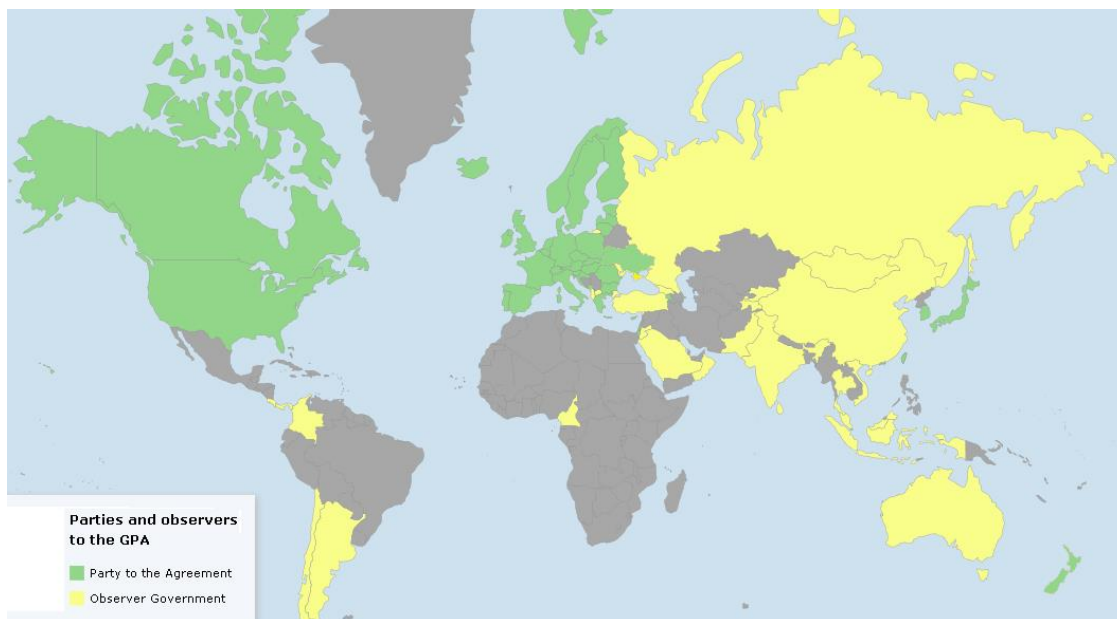 Parties and observers
to the GPA
Party to the Agreement
Observer Government